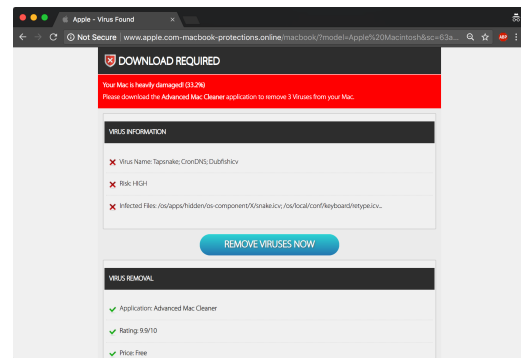 Apple - Virus Found
Not Secure | www.apple.com-macbook-protections.online/macbook/?model=Apple%20Macintosh&sc=63a...
ABP
DOWNLOAD REQUIRED
Your Mac is heavily damaged! (33.2%)
Please download the Advanced Mac Cleaner application to remove 3 Viruses from your Mac.
VIRUS INFORMATION
Virus Name: Tapsnake; CronDNS; Dubfishicv
Risk: HIGH
Infected Files: /os/apps/hidden/os-component/X/snake.icv; /os/local/conf/keyboard/retype.icv...
REMOVE VIRUSES NOW
VIRUS REMOVAL
Application: Advanced Mac Cleaner
Rating: 9.9/10
Price: Free